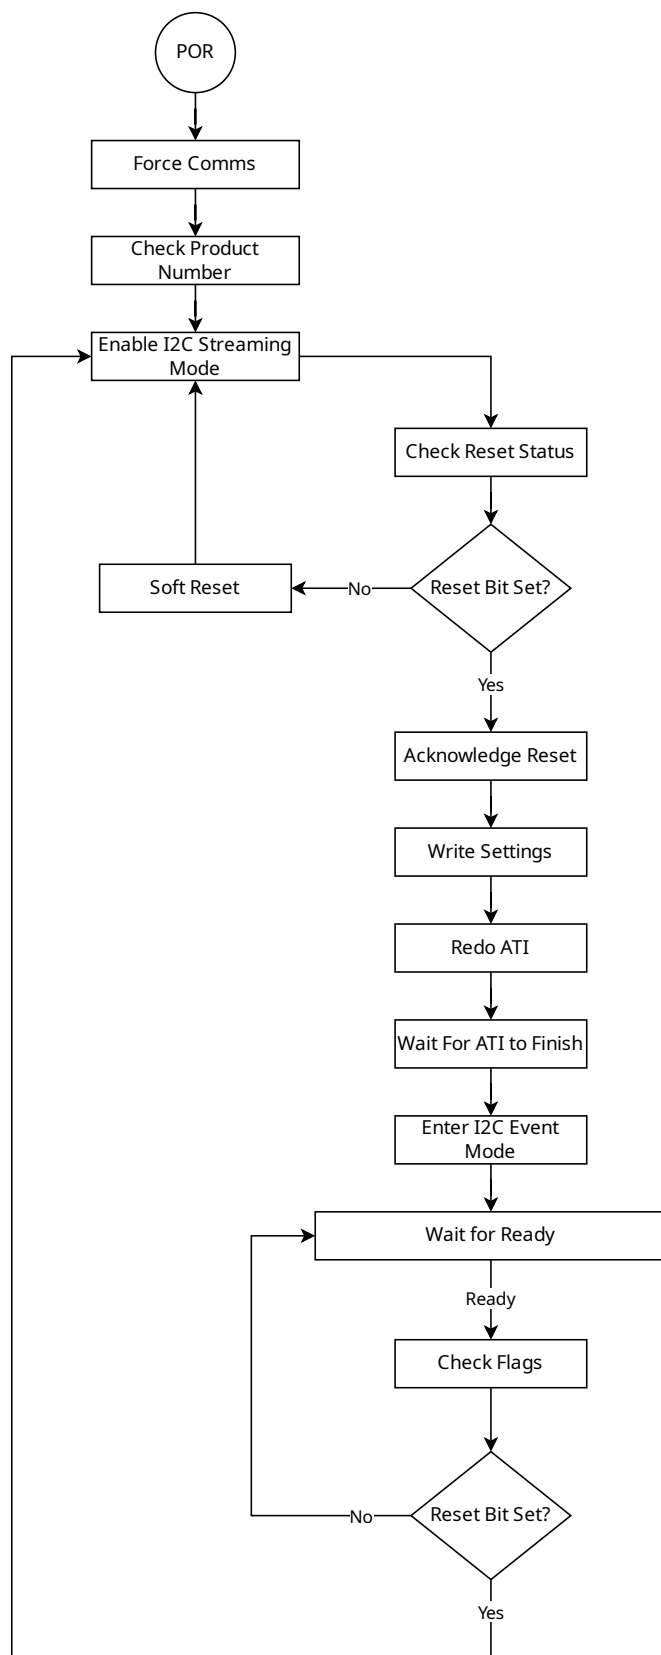 POR
Force Comms
Check Product
Number
Enable I2C Streaming
Mode
Check Reset Status
Reset Bit Set?
No
Soft Reset
Yes
Acknowledge Reset
Write Settings
Redo ATI
Wait For ATI to Finish
Enter I2C Event
Mode
Wait for Ready
Ready
Check Flags
Reset Bit Set?
No
Yes